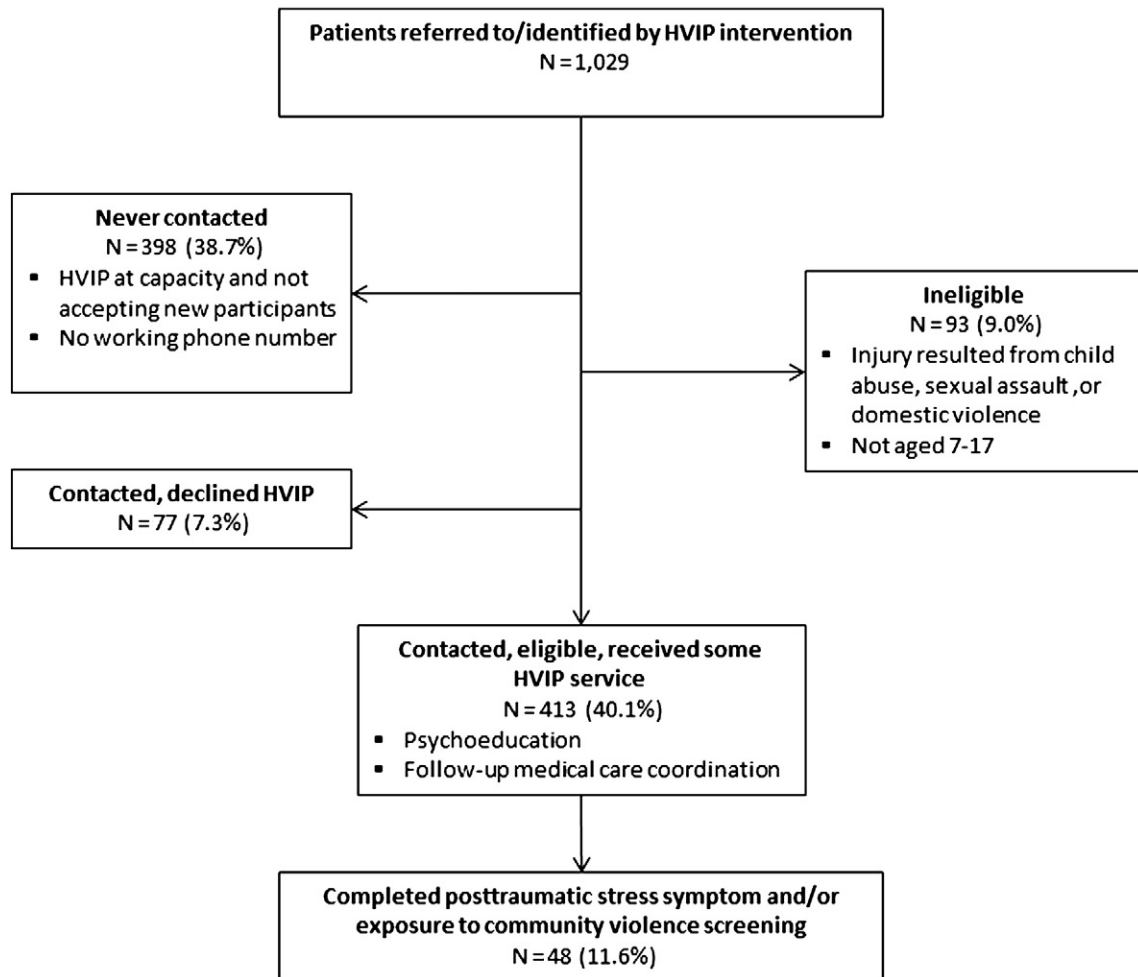 Patients referred to/identified by HVIP intervention
N = 1,029
Never contacted
N = 398 (38.7%)
▪ HVIP at capacity and not
accepting new participants
▪ No working phone number
Ineligible
N = 93 (9.0%)
▪ Injury resulted from child
abuse, sexual assault ,or
domestic violence
▪ Not aged 7-17
Contacted, declined HVIP
N = 77 (7.3%)
Contacted, eligible, received some
HVIP service
N = 413 (40.1%)
▪ Psychoeducation
▪ Follow-up medical care coordination
Completed posttraumatic stress symptom and/or
exposure to community violence screening
N = 48 (11.6%)